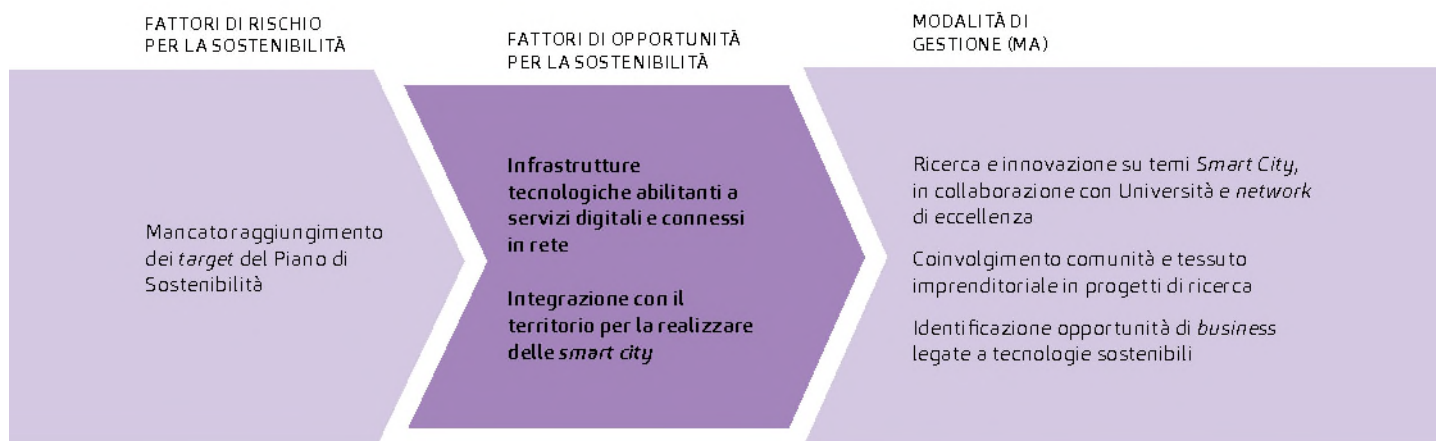 FATTORI DI RISCHIO
PER LA SOSTENIBILITÀ
Mancato raggiungimento
dei target del Piano di
Sostenibilità
FATTORI DI OPPORTUNITÀ
PER LA SOSTENIBILITÀ
Infrastrutture
tecnologiche abilitanti a
servizi digitali e connessi
in rete
Integrazione con il
territorio per la realizzare
delle smart city
MODALITÀ DI
GESTIONE (MA)
Ricerca e innovazione su temi Smart City,
in collaborazione con Università e network
di eccellenza
Coinvolgimento comunità e tessuto
imprenditoriale in progetti di ricerca
Identificazione opportunità di business
legate a tecnologie sostenibili